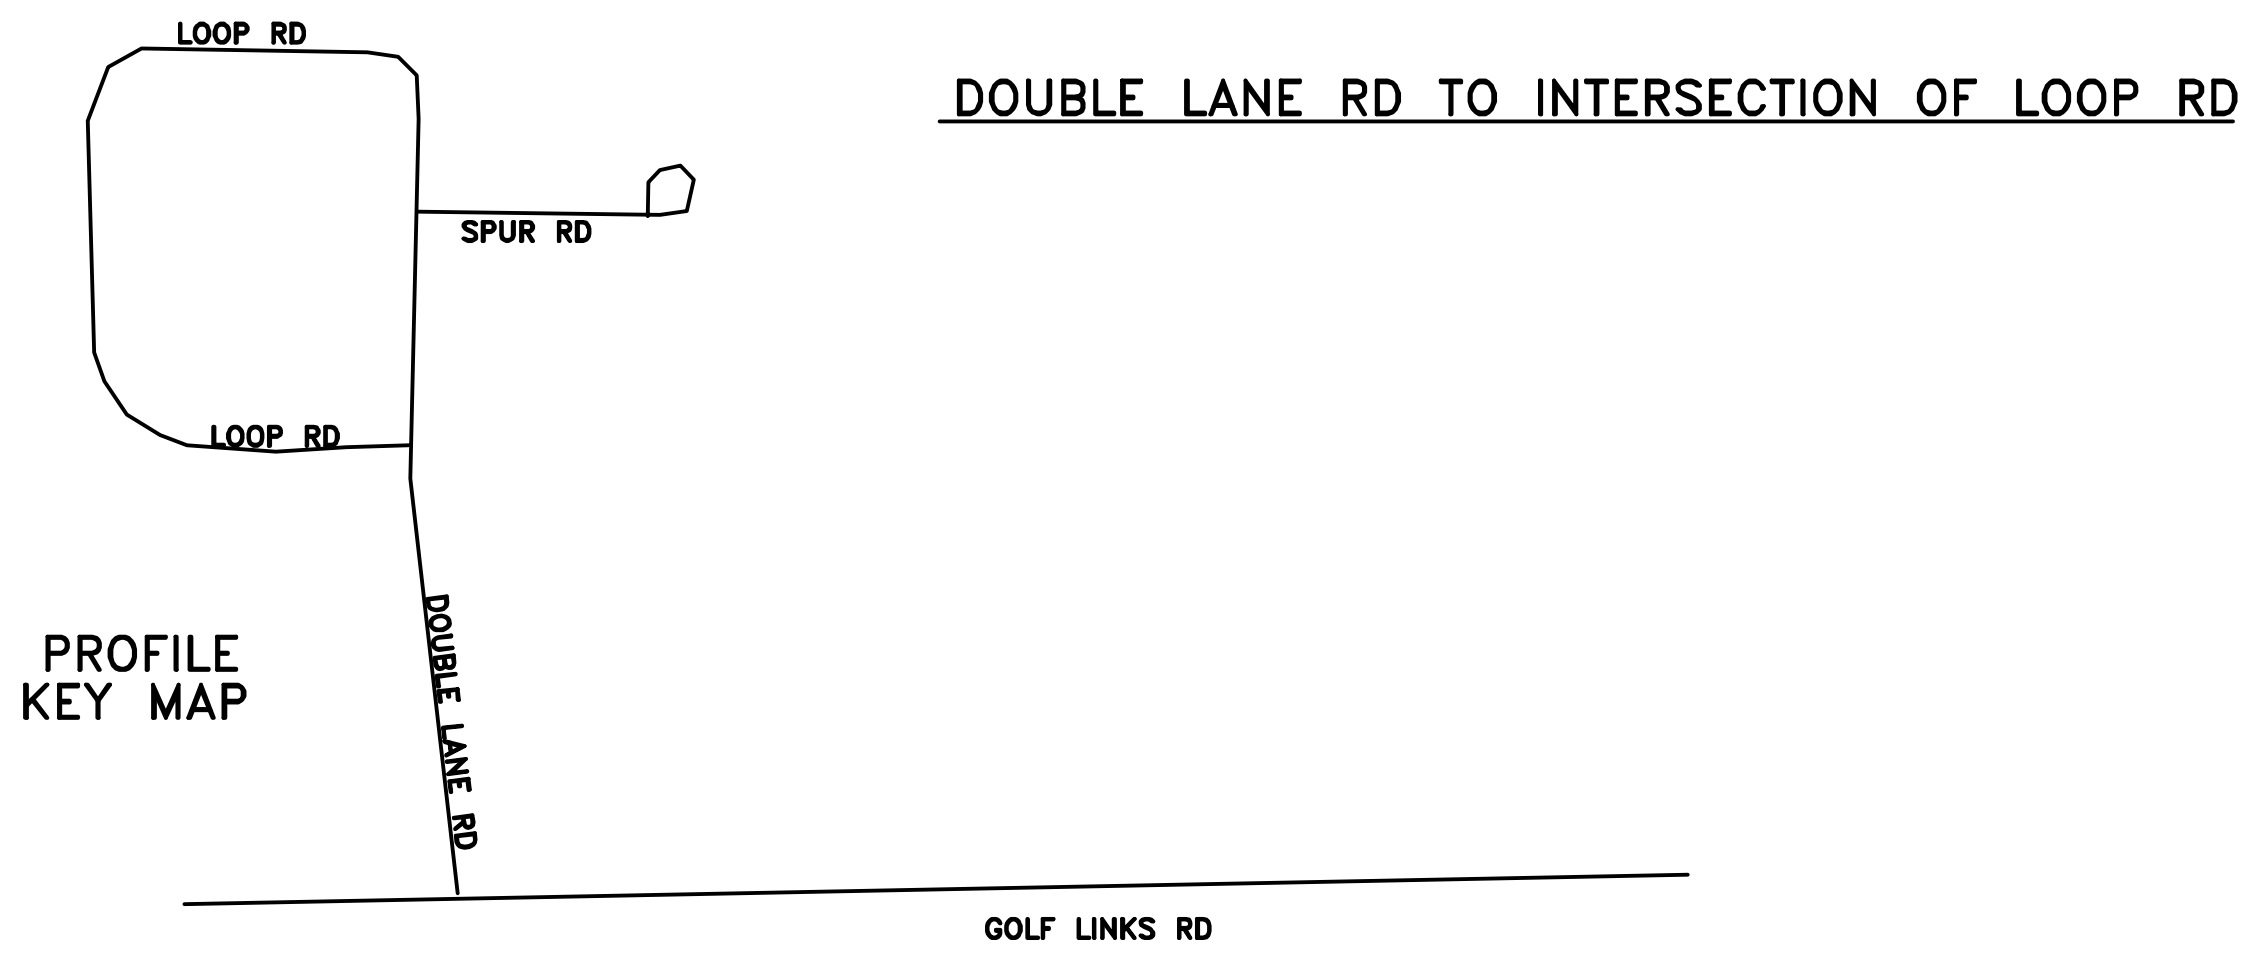 LOOP RD
DOUBLE LANE RD TO INTERSECTION OF LOOP RD
SPUR RD
LOOP RD
DOUBLE LANE RD
PROFILE
KEY MAP
GOLF LINKS RD